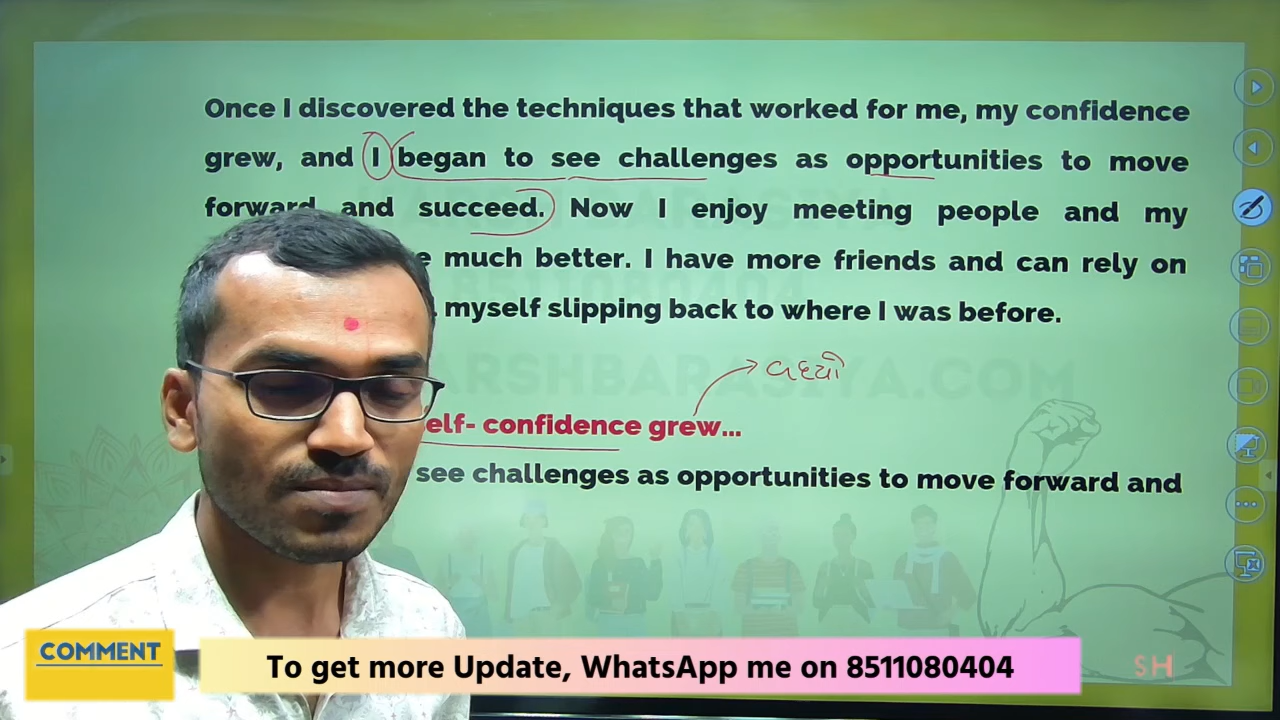 Once I discovered the techniques that worked for me, my confidence
grew, and I began to see challenges as opportunities to move
forward and succeed. Now I enjoy meeting people and my
much better. I have more friends and can rely on
myself slipping back to where I was before.
HARSHBARASIYA.COM
વધ્યો
elf- confidence grew...
see challenges as opportunities to move forward and
COMMENT
To get more Update, WhatsApp me on 8511080404
SH